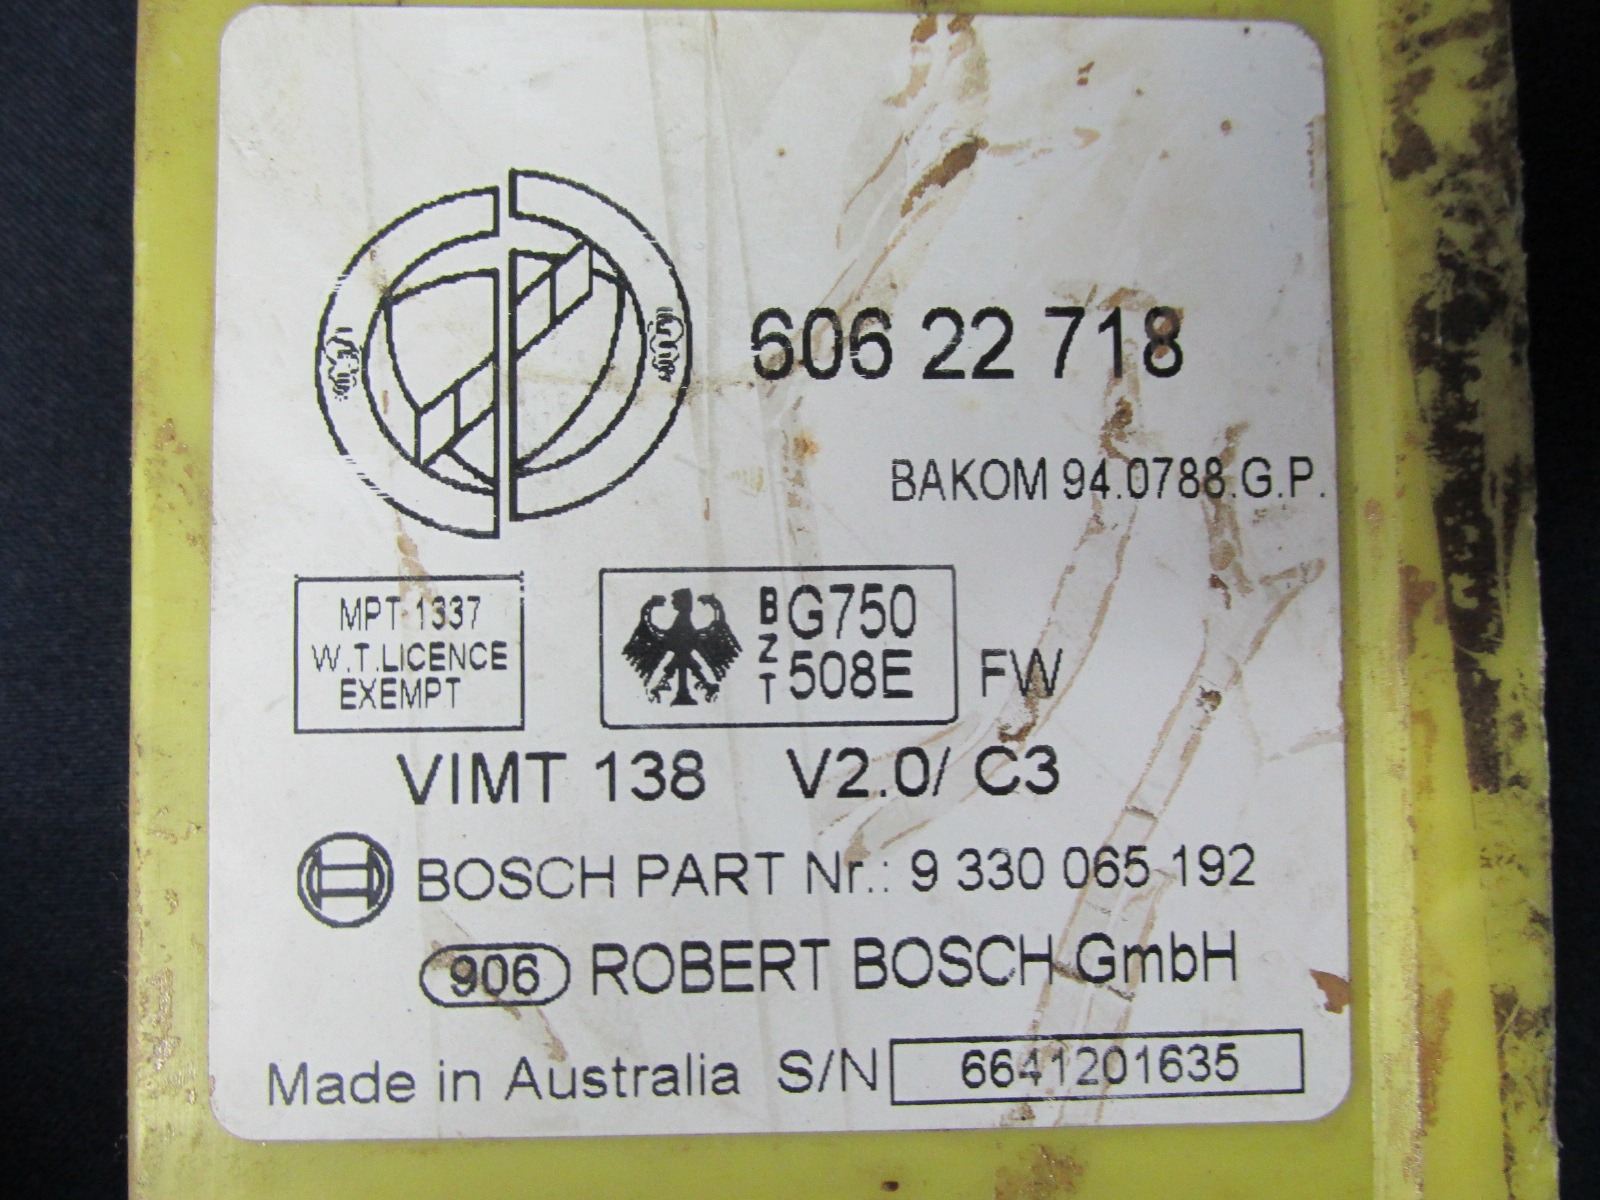 606 22 718
BAKOM 94.0788.G.P.
MPT 1337
W.T.LICENCE
EXEMPT
BZT
G750
508E
FW
VIMT 138 V2.0/ C3
BOSCH PART Nr.: 9 330 065 192
906 ROBERT BOSCH GmbH
Made in Australia S/N 6641201635